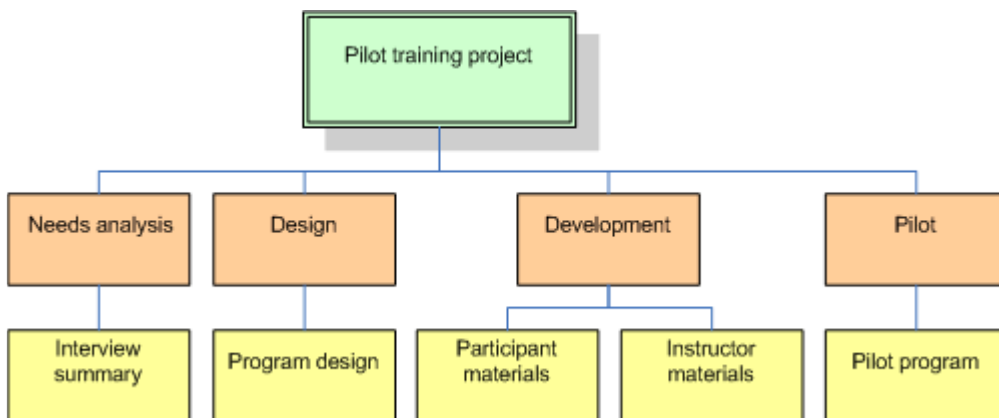 Pilot training project
Needs analysis
Design
Development
Pilot
Interview
summary
Program design
Participant
materials
Instructor
materials
Pilot program